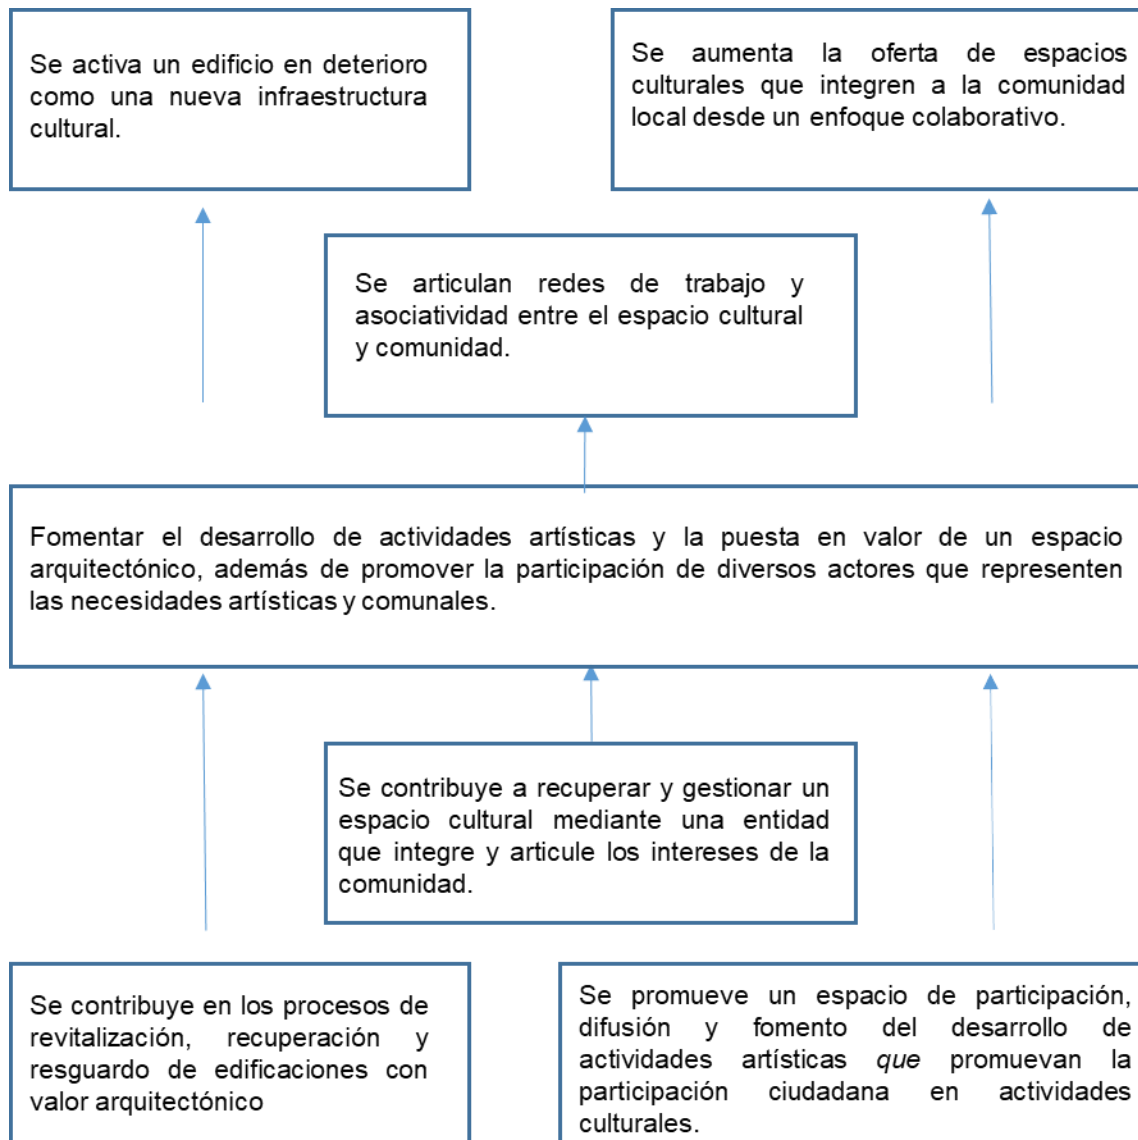 Se activa un edificio en deterioro
como una nueva infraestructura
cultural.
Se aumenta la oferta de espacios
culturales que integren a la comunidad
local desde un enfoque colaborativo.
Se articulan redes de trabajo y
asociatividad entre el espacio cultural
y comunidad.
Fomentar el desarrollo de actividades artísticas y la puesta en valor de un espacio
arquitectónico, además de promover la participación de diversos actores que representen
las necesidades artísticas y comunales.
Se contribuye a recuperar y gestionar un
espacio cultural mediante una entidad
que integre y articule los intereses de la
comunidad.
Se contribuye en los procesos de
revitalización, recuperación y
resguardo de edificaciones con
valor arquitectónico
Se promueve un espacio de participación,
difusión y fomento del desarrollo de
actividades artísticas que promuevan la
participación ciudadana en actividades
culturales.